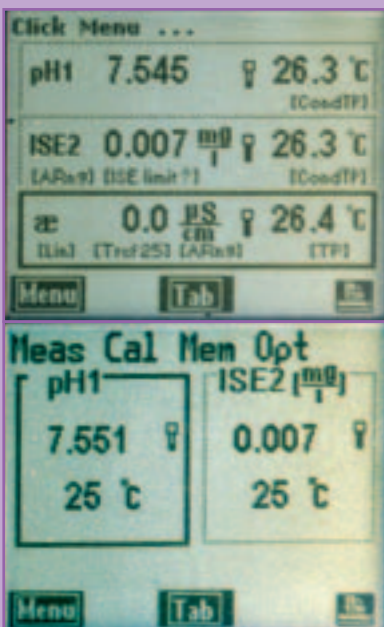 Click Menu ...
pH1 7.545 26.3 °C
[CondTP]
ISE2 0.007 mg/l 26.3 °C
[ARng] [ISE limit?] [CondTP]
æ 0.0 µS/cm 26.4 °C
[Lin] [Tref25] [ARng] [TP]
Menu Tab
Meas Cal Mem Opt
pH1 ISE2 [mg/l]
7.551 0.007
25 °C 25 °C
Menu Tab